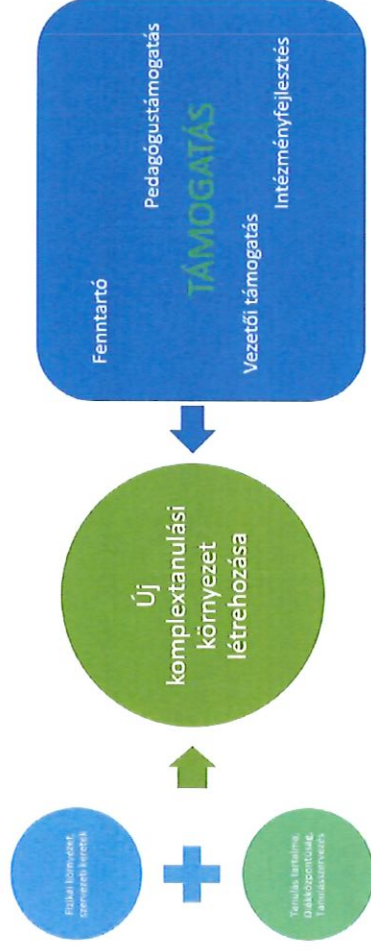 Fizikai környezet,
szervezeti keretek
Tanulás tartalma,
Diákközpontúság,
Tanulásszervezés
Új
komplextanulási
környezet
létrehozása
Fenntartó
Pedagógustámogatás
TÁMOGATÁS
Vezetői támogatás
Intézményfejlesztés